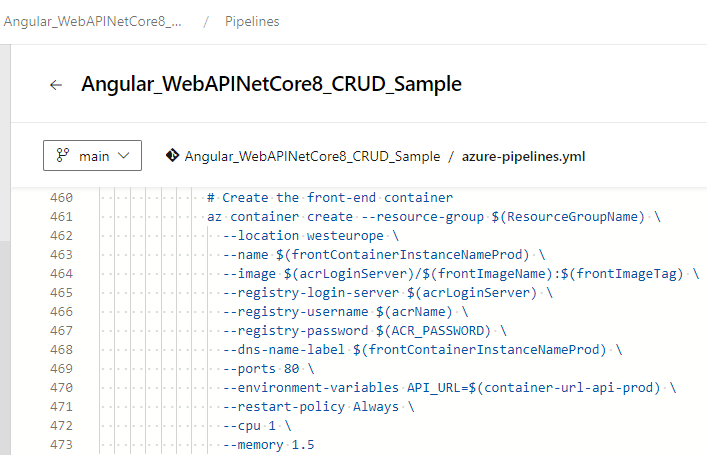 Angular_WebAPINetCore8_... / Pipelines
Angular_WebAPINetCore8_CRUD_Sample
main Angular_WebAPINetCore8_CRUD_Sample / azure-pipelines.yml
460 # Create the front-end container
461 az container create --resource-group $(ResourceGroupName) \
462 --location westeurope \
463 --name $(frontContainerInstanceNameProd) \
464 --image $(acrLoginServer)/$(frontImageName):$(frontImageTag) \
465 --registry-login-server $(acrLoginServer) \
466 --registry-username $(acrName) \
467 --registry-password $(ACR_PASSWORD) \
468 --dns-name-label $(frontContainerInstanceNameProd) \
469 --ports 80 \
470 --environment-variables API_URL=$(container-url-api-prod) \
471 --restart-policy Always \
472 --cpu 1 \
473 --memory 1.5